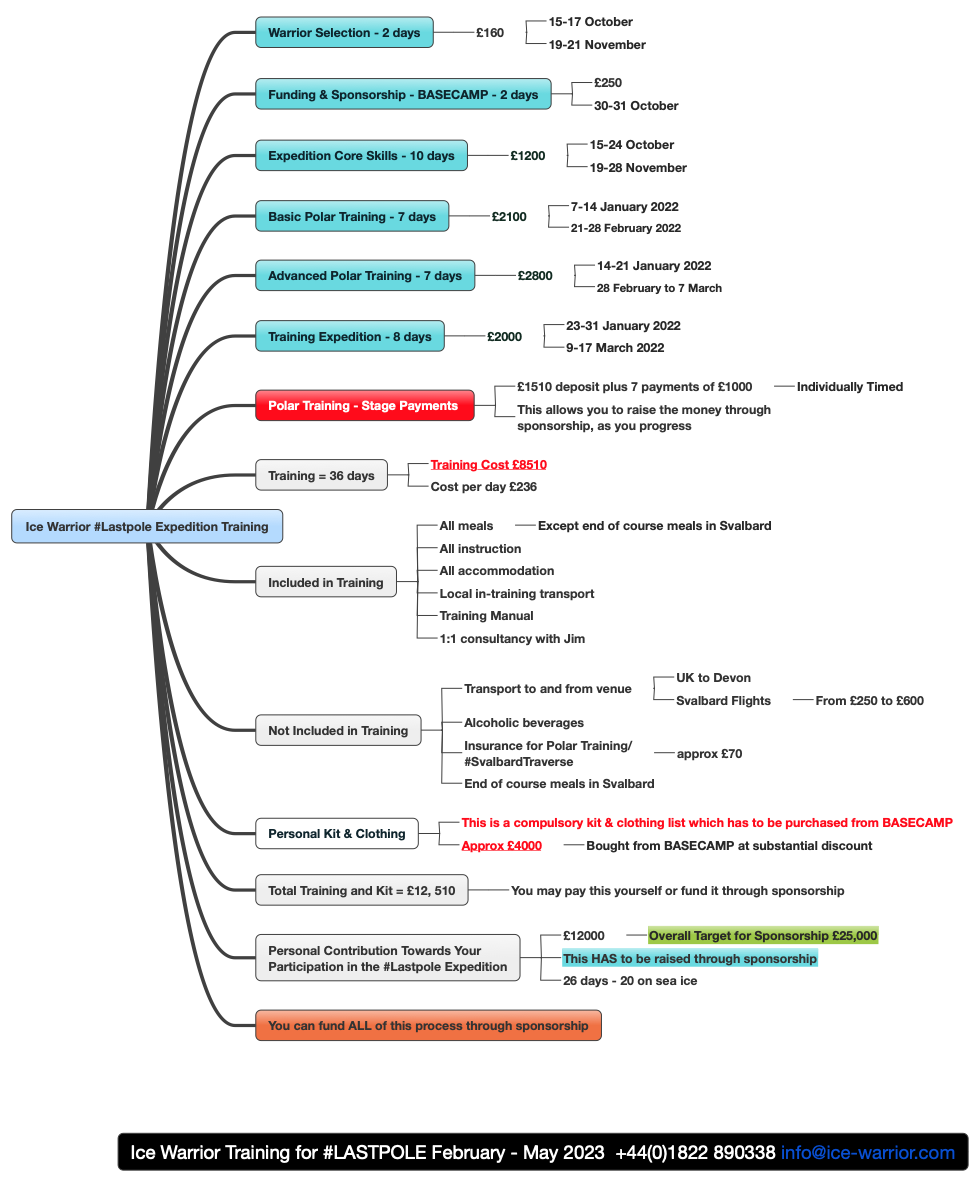 Warrior Selection - 2 days
£160
15-17 October
19-21 November
Funding & Sponsorship - BASECAMP - 2 days
£250
30-31 October
Expedition Core Skills - 10 days
£1200
15-24 October
19-28 November
Basic Polar Training - 7 days
£2100
7-14 January 2022
21-28 February 2022
Advanced Polar Training - 7 days
£2800
14-21 January 2022
28 February to 7 March
Training Expedition - 8 days
£2000
23-31 January 2022
9-17 March 2022
Polar Training - Stage Payments
£1510 deposit plus 7 payments of £1000
Individually Timed
This allows you to raise the money through
sponsorship, as you progress
Training = 36 days
Training Cost £8510
Cost per day £236
Ice Warrior #Lastpole Expedition Training
Included in Training
All meals
Except end of course meals in Svalbard
All instruction
All accommodation
Local in-training transport
Training Manual
1:1 consultancy with Jim
Not Included in Training
Transport to and from venue
UK to Devon
Svalbard Flights
From £250 to £600
Alcoholic beverages
Insurance for Polar Training/
#SvalbardTraverse
approx £70
End of course meals in Svalbard
Personal Kit & Clothing
This is a compulsory kit & clothing list which has to be purchased from BASECAMP
Approx £4000
Bought from BASECAMP at substantial discount
Total Training and Kit = £12, 510
You may pay this yourself or fund it through sponsorship
Personal Contribution Towards Your
Participation in the #Lastpole Expedition
£12000
Overall Target for Sponsorship £25,000
This HAS to be raised through sponsorship
26 days - 20 on sea ice
You can fund ALL of this process through sponsorship
Ice Warrior Training for #LASTPOLE February - May 2023 +44(0)1822 890338 info@ice-warrior.com